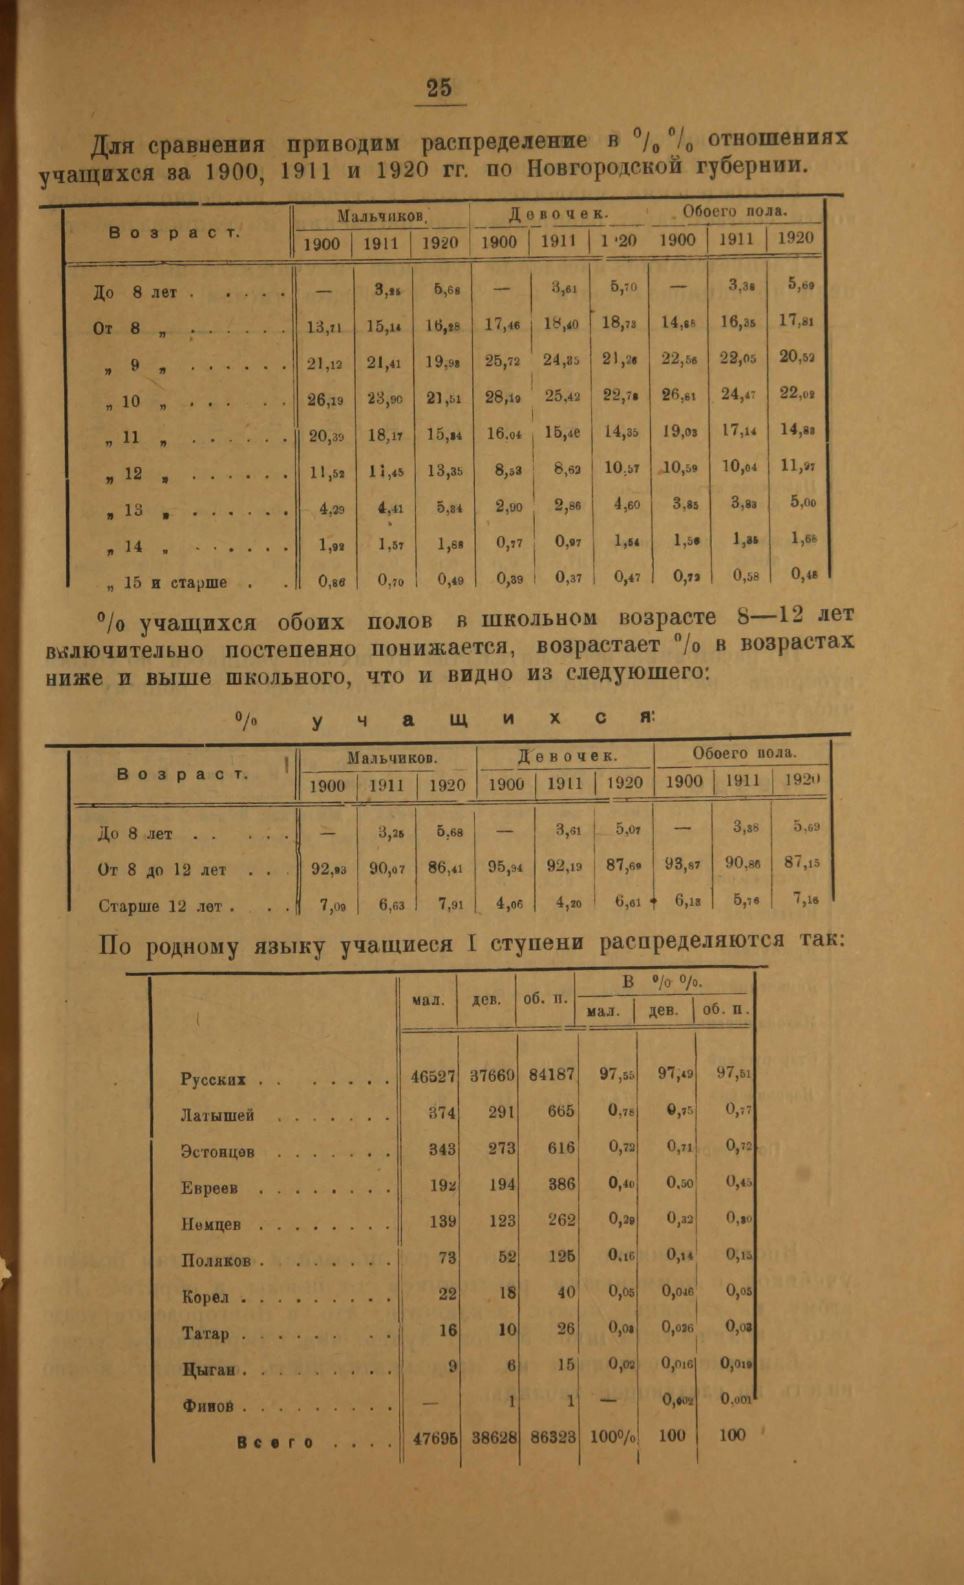 25
Для сравнения приводим распределение в % % отношениях
учащихся за 1900, 1911 и 1920 гг. по Новгородской губернии.
Возраст. Мальчиков. Девочек. Обоего пола.
1900 1911 1920 1900 1911 1 20 1900 1911 1920
До 8 лет . . . . . — 3,25 5,68 — 3,61 5,70 — 3,38 5,69
От 8 „ . . . . . . 13,71 15,14 16,28 17,46 18,40 18,73 14,68 16,35 17,81
„ 9 „ . . . . . . 21,12 21,41 19,98 25,72 24,35 21,26 22,56 22,05 20,52
„ 10 „ . . . . . 26,19 23,90 21,51 28,19 25,42 22,78 26,61 24,47 22,02
„ 11 „ . . . . . . 20,39 18,17 15,84 16,04 15,46 14,35 19,03 17,14 14,83
„ 12 „ . . . . . . 11,52 11,45 13,35 8,53 8,62 10,57 10,59 10,04 11,97
„ 13 „ . . . . . . 4,29 4,41 5,84 2,90 2,86 4,60 3,85 3,83 5,00
„ 14 „ . . . . . . 1,92 1,57 1,58 0,77 0,97 1,54 1,56 1,35 1,66
„ 15 и старше . . 0,86 0,70 0,49 0,39 0,37 0,47 0,72 0,58 0,48
% учащихся обоих полов в школьном возрасте 8—12 лет
включительно постепенно понижается, возрастает % в возрастах
ниже и выше школьного, что и видно из следующего:
% учащихся:
Возраст. Мальчиков. Девочек. Обоего пола.
1900 1911 1920 1900 1911 1920 1900 1911 1920
До 8 лет . . . . . — 3,25 5,68 — 3,61 5,07 — 3,38 5,69
От 8 до 12 лет . . 92,93 90,07 86,41 95,94 92,19 87,69 93,87 90,86 87,15
Старше 12 лет . . . 7,09 6,63 7,91 4,06 4,20 6,61 6,13 5,76 7,16
По родному языку учащиеся I ступени распределяются так:
мал. дев. об. п. В % %.
мал. дев. об. п.
Русских . . . . . . . 46527 37660 84187 97,55 97,49 97,51
Латышей . . . . . . . 374 291 665 0,78 0,75 0,77
Эстонцев . . . . . . . 343 273 616 0,72 0,71 0,72
Евреев . . . . . . . . 192 194 386 0,40 0,50 0,45
Немцев . . . . . . . . 139 123 262 0,29 0,32 0,30
Поляков . . . . . . . . 73 52 125 0,16 0,14 0,15
Корел . . . . . . . . . 22 18 40 0,05 0,046 0,05
Татар . . . . . . . 16 10 26 0,03 0,026 0,03
Цыган . . . . . . . . . 9 6 15 0,02 0,016 0,019
Финов . . . . . . . . . — 1 1 — 0,002 0,001
Всего . . . . 47695 38628 86323 100% 100 100